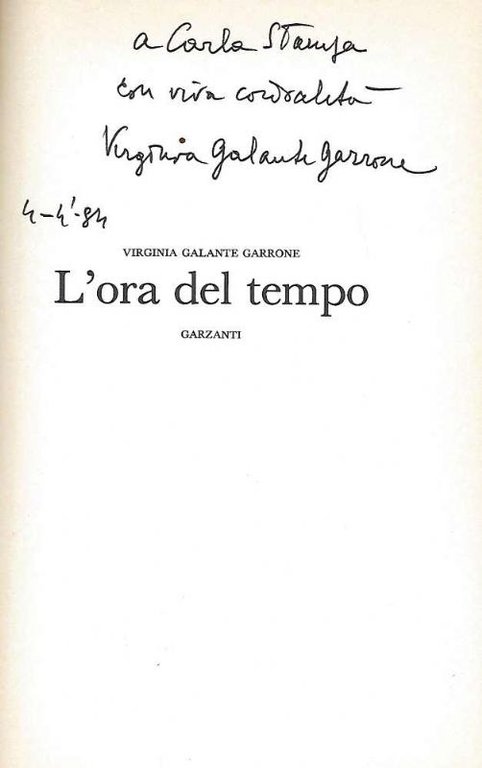 a Carla Stampa
con viva cordialità
Virginia Galante Garrone
4-4'-84
VIRGINIA GALANTE GARRONE
L'ora del tempo
GARZANTI